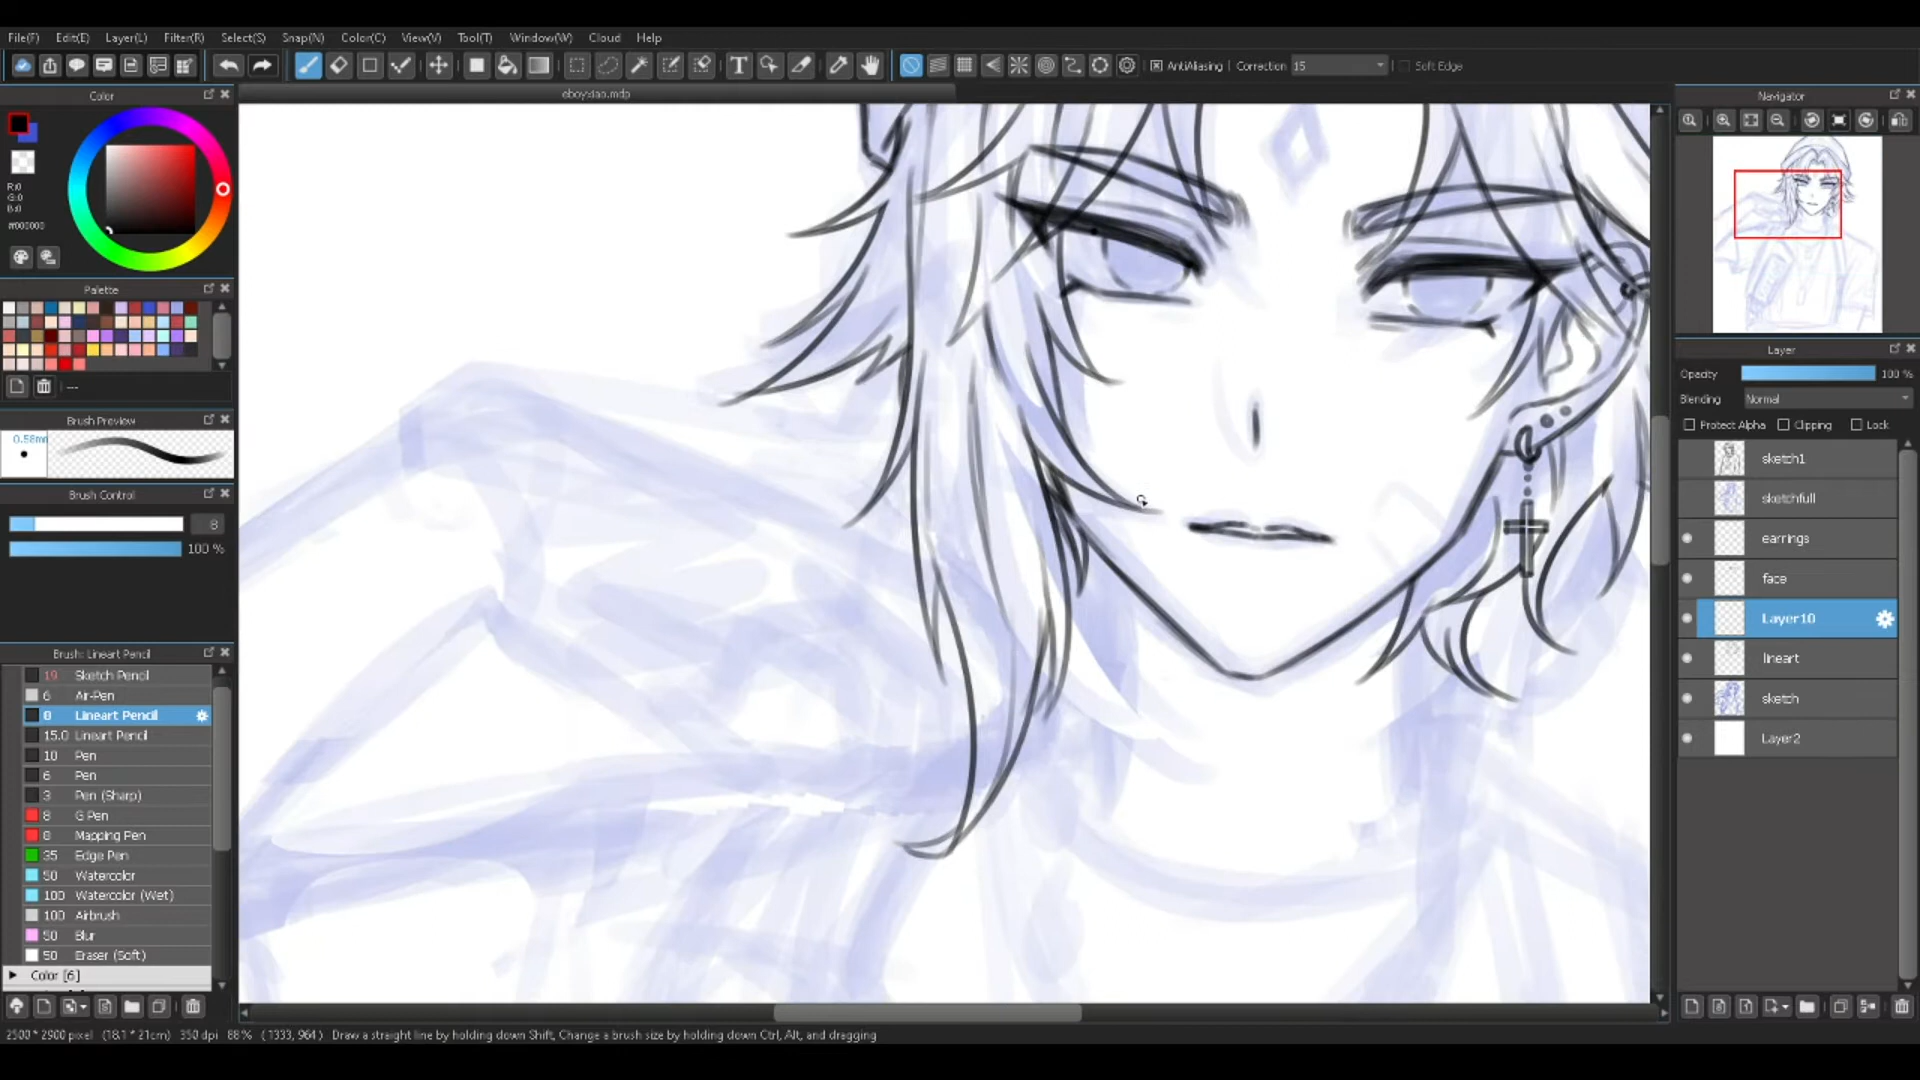 File(F) Edit(E) Layer(L) Filter(R) Select(S) Snap(N) Color(C) View(V) Tool(T) Window(W) Cloud Help
AntiAliasing Correction 15 Soft Edge
eboyxiao.mdp
Color
R:0
G:0
B:0
#000000
Palette
---
Brush Preview
0.58mm
Brush Control
8
100 %
Brush: Lineart Pencil
19 Sketch Pencil
6 Air-Pen
8 Lineart Pencil
15.0 Lineart Pencil
10 Pen
6 Pen
3 Pen (Sharp)
8 G Pen
8 Mapping Pen
35 Edge Pen
50 Watercolor
100 Watercolor (Wet)
100 Airbrush
50 Blur
50 Eraser (Soft)
Color [6]
Navigator
Layer
Opacity 100 %
Blending Normal
Protect Alpha Clipping Lock
sketch1
sketchfull
earrings
face
Layer10
lineart
sketch
Layer2
2500 * 2900 pixel (18.1 * 21cm) 350 dpi 88% ( 1333, 964 ) Draw a straight line by holding down Shift, Change a brush size by holding down Ctrl, Alt, and dragging